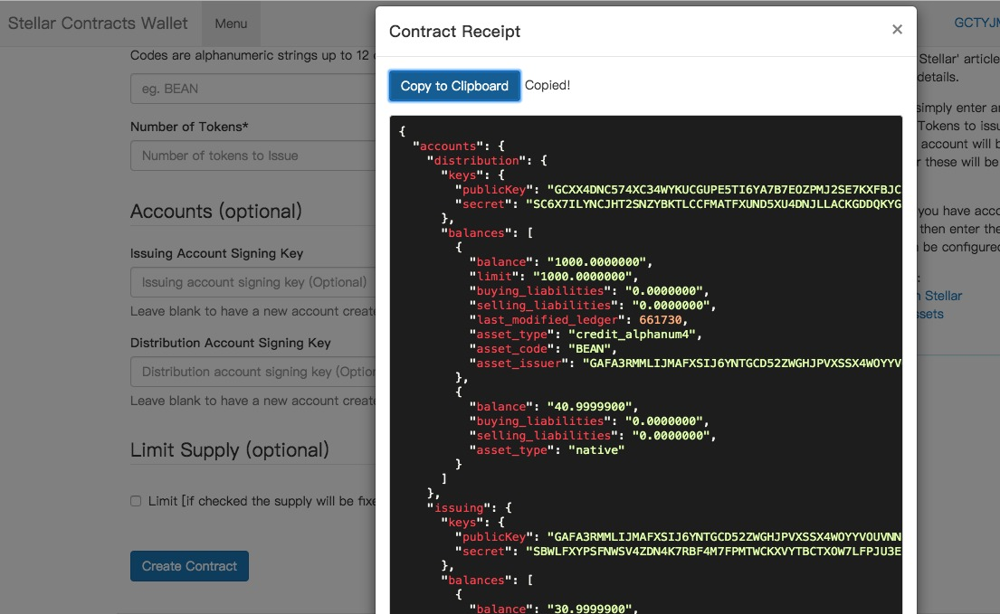 Stellar Contracts Wallet
Menu
GCTYJM
Codes are alphanumeric strings up to 12
eg. BEAN
Number of Tokens*
Number of tokens to Issue
Accounts (optional)
Issuing Account Signing Key
Issuing account signing key (Optional)
Leave blank to have a new account create
Distribution Account Signing Key
Distribution account signing key (Option
Leave blank to have a new account create
Limit Supply (optional)
Limit [if checked the supply will be fixe
Create Contract
Contract Receipt
×
Copy to Clipboard
Copied!
{
"accounts": {
"distribution": {
"keys": {
"publicKey": "GCXX4DNC574XC34WYKUCGUPE5TI6YA7B7EOZPMJ2SE7KXFBJC
"secret": "SC6X7ILYNCJHT2SNZYBKTLCCFMATFXUND5XU4DNJLLACKGDDQKYG
},
"balances": [
{
"balance": "1000.0000000",
"limit": "1000.0000000",
"buying_liabilities": "0.0000000",
"selling_liabilities": "0.0000000",
"last_modified_ledger": 661730,
"asset_type": "credit_alphanum4",
"asset_code": "BEAN",
"asset_issuer": "GAFA3RMMLIJMAFXSIJ6YNTGCD52ZWGHJPVXSSX4WOYYV
},
{
"balance": "40.9999900",
"buying_liabilities": "0.0000000",
"selling_liabilities": "0.0000000",
"asset_type": "native"
}
]
},
"issuing": {
"keys": {
"publicKey": "GAFA3RMMLIJMAFXSIJ6YNTGCD52ZWGHJPVXSSX4WOYYVOUVNN
"secret": "SBWLFXYPSFNWSV4ZDN4K7RBF4M7FPMTWCKXVYTBCTXOW7LFPJU3E
},
"balances": [
{
"balance": "30.9999900",
Stellar' article
details.
simply enter a
Tokens to issu
account will b
r these will be
you have acco
then enter the
be configured
:
n Stellar
ssets